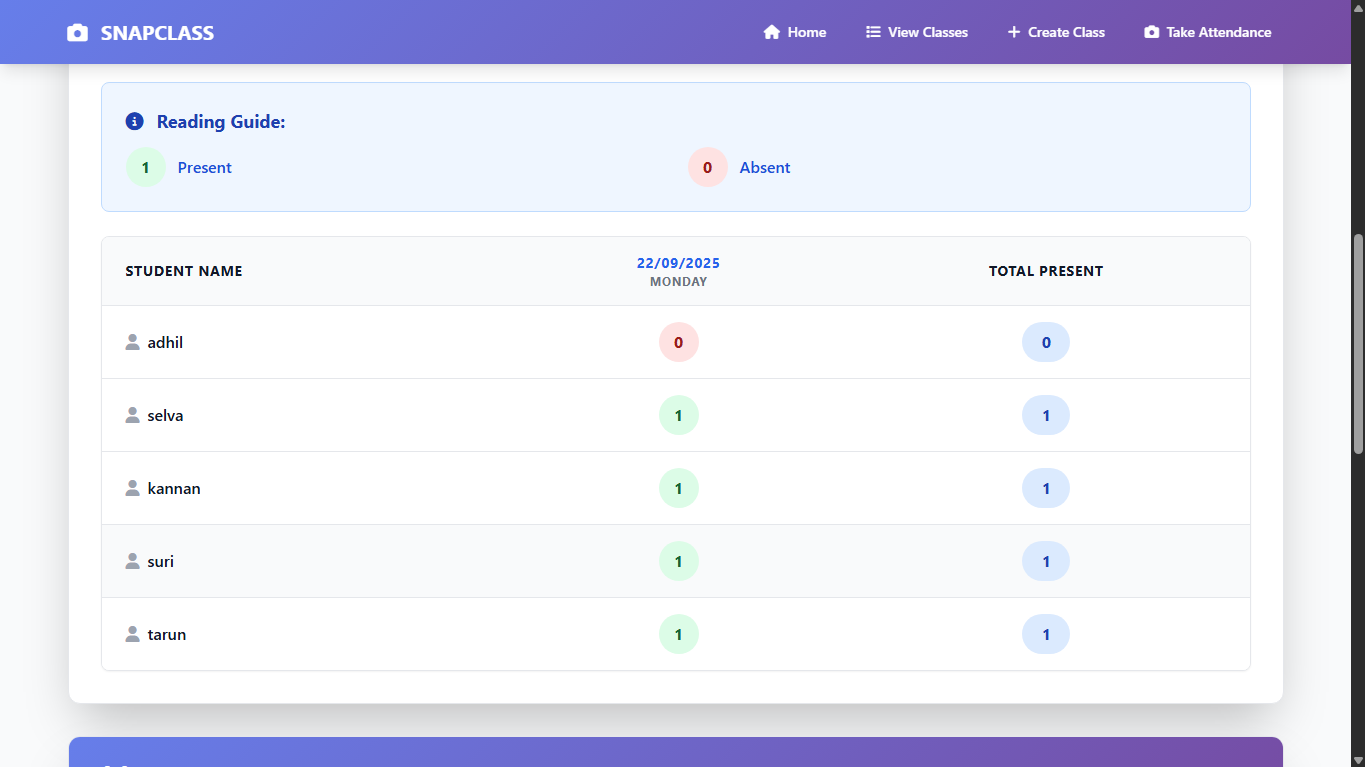 SNAPCLASS Home View Classes Create Class Take Attendance
Reading Guide:
1 Present 0 Absent
STUDENT NAME 22/09/2025 MONDAY TOTAL PRESENT
adhil 0 0
selva 1 1
kannan 1 1
suri 1 1
tarun 1 1